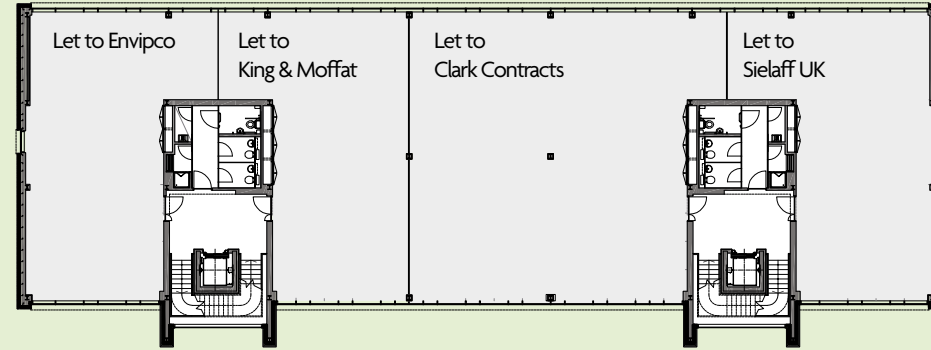 Let to Envipco
Let to
King & Moffat
Let to
Clark Contracts
Let to
Sielaff UK